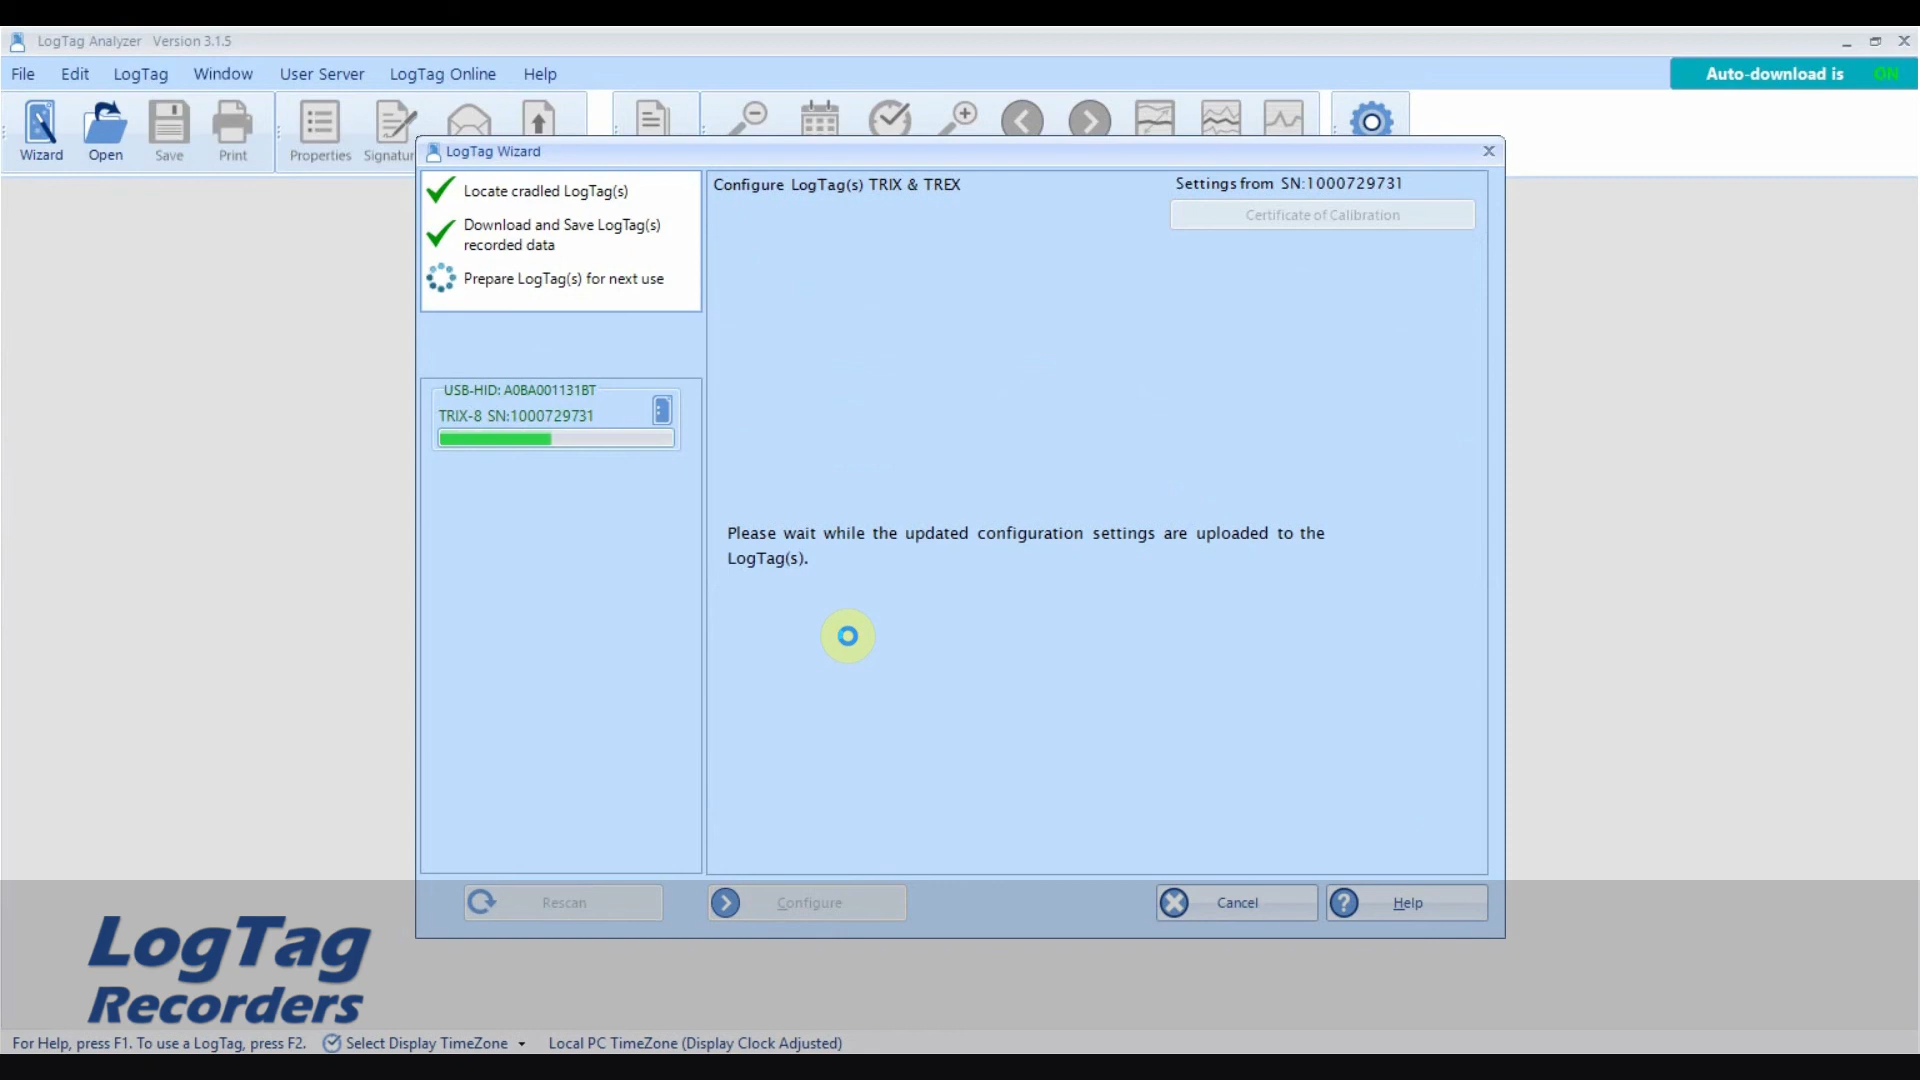 LogTag Analyzer Version 3.1.5
File Edit LogTag Window User Server LogTag Online Help
Auto-download is ON
Wizard Open Save Print Properties Signatur
LogTag Wizard
Locate cradled LogTag(s)
Download and Save LogTag(s)
recorded data
Prepare LogTag(s) for next use
Configure LogTag(s) TRIX & TREX
Settings from SN:1000729731
Certificate of Calibration
USB-HID: A0BA001131BT
TRIX-8 SN:1000729731
Please wait while the updated configuration settings are uploaded to the
LogTag(s).
Rescan Configure Cancel Help
LogTag
Recorders
For Help, press F1. To use a LogTag, press F2. Select Display TimeZone Local PC TimeZone (Display Clock Adjusted)